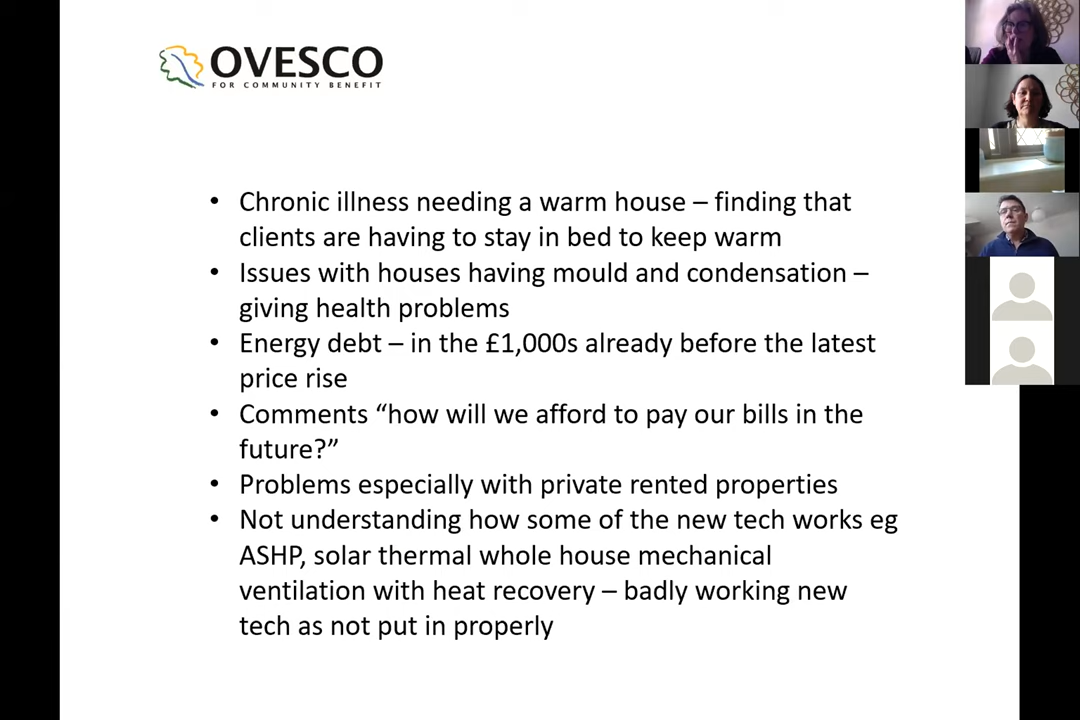 OVESCO
FOR COMMUNITY BENEFIT
• Chronic illness needing a warm house – finding that
clients are having to stay in bed to keep warm
• Issues with houses having mould and condensation –
giving health problems
• Energy debt – in the £1,000s already before the latest
price rise
• Comments “how will we afford to pay our bills in the
future?”
• Problems especially with private rented properties
• Not understanding how some of the new tech works eg
ASHP, solar thermal whole house mechanical
ventilation with heat recovery – badly working new
tech as not put in properly